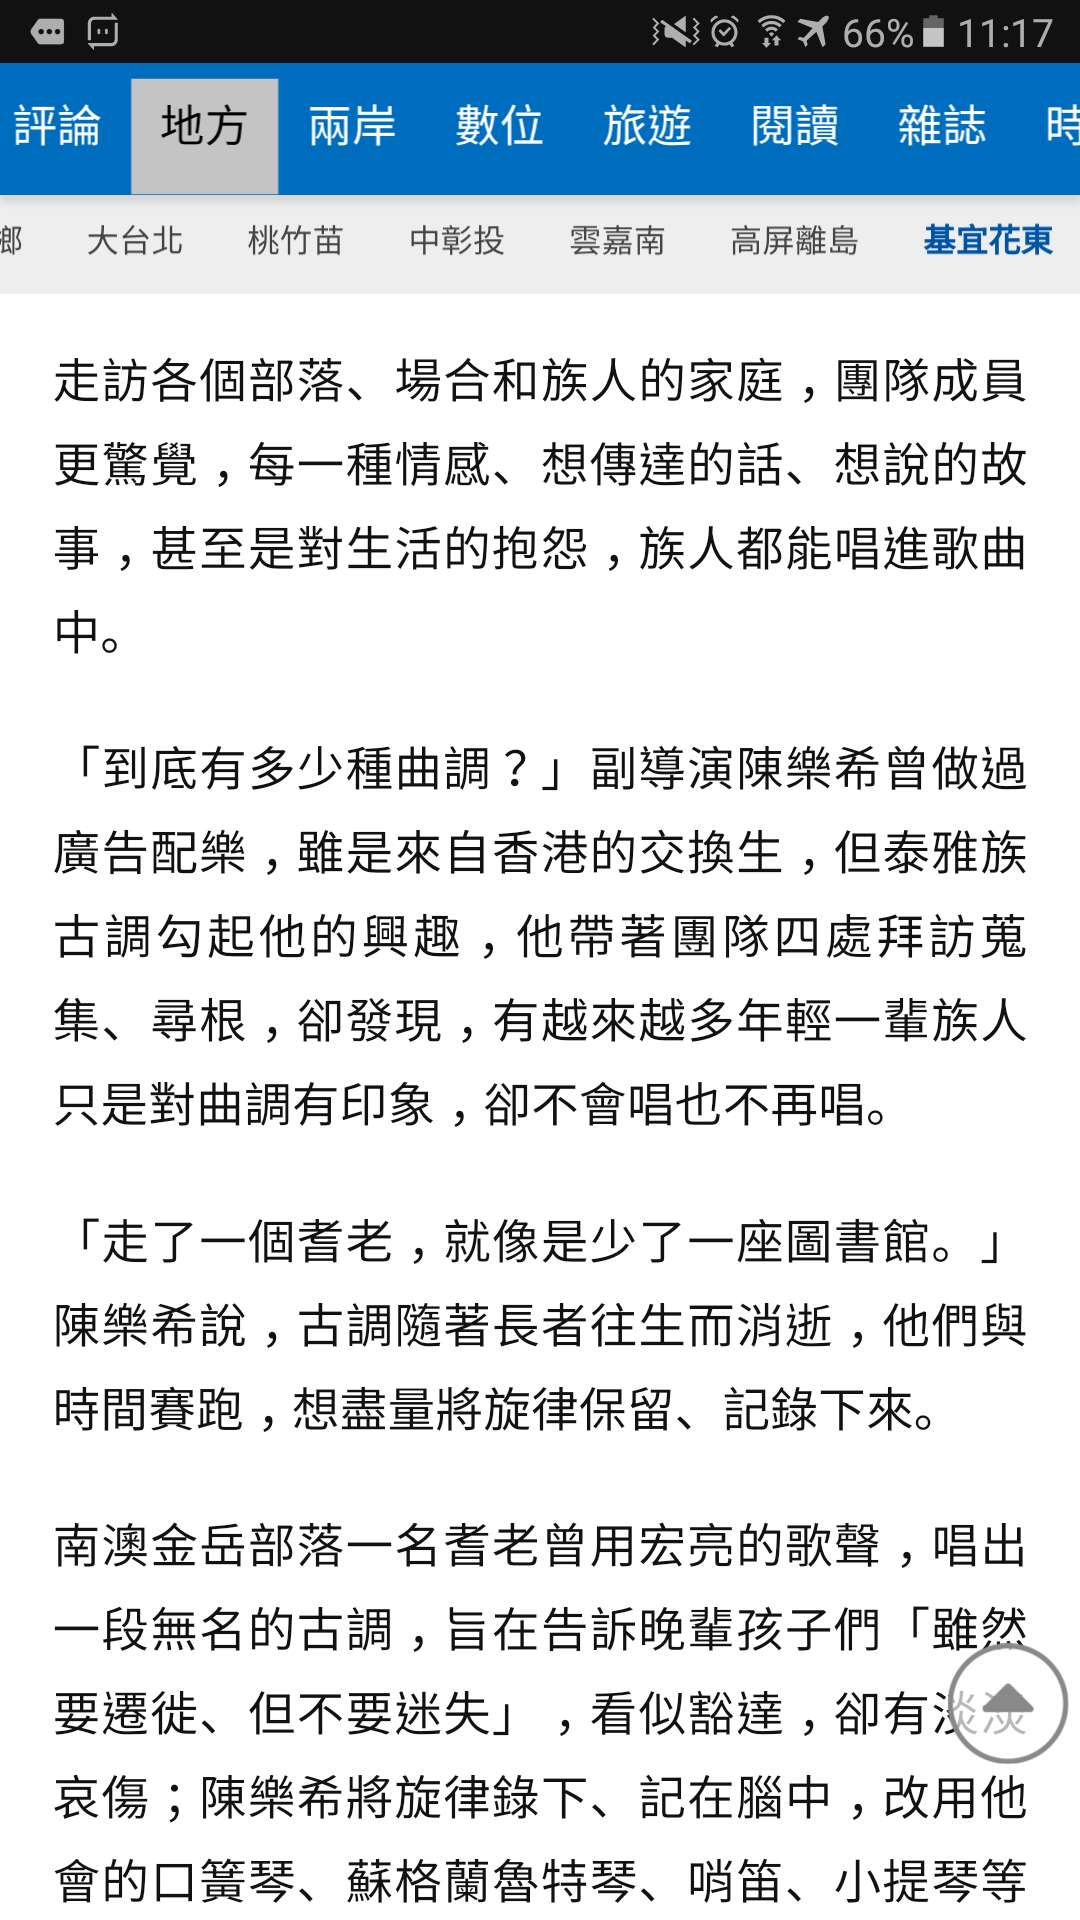 66% 11:17
評論 地方 兩岸 數位 旅遊 閱讀 雜誌 時
鄉 大台北 桃竹苗 中彰投 雲嘉南 高屏離島 基宜花東
走訪各個部落、場合和族人的家庭，團隊成員
更驚覺，每一種情感、想傳達的話、想說的故
事，甚至是對生活的抱怨，族人都能唱進歌曲
中。
「到底有多少種曲調？」副導演陳樂希曾做過
廣告配樂，雖是來自香港的交換生，但泰雅族
古調勾起他的興趣，他帶著團隊四處拜訪蒐
集、尋根，卻發現，有越來越多年輕一輩族人
只是對曲調有印象，卻不會唱也不再唱。
「走了一個耆老，就像是少了一座圖書館。」
陳樂希說，古調隨著長者往生而消逝，他們與
時間賽跑，想盡量將旋律保留、記錄下來。
南澳金岳部落一名耆老曾用宏亮的歌聲，唱出
一段無名的古調，旨在告訴晚輩孩子們「雖然
要遷徙、但不要迷失」，看似豁達，卻有淡淡
哀傷；陳樂希將旋律錄下、記在腦中，改用他
會的口簧琴、蘇格蘭魯特琴、哨笛、小提琴等